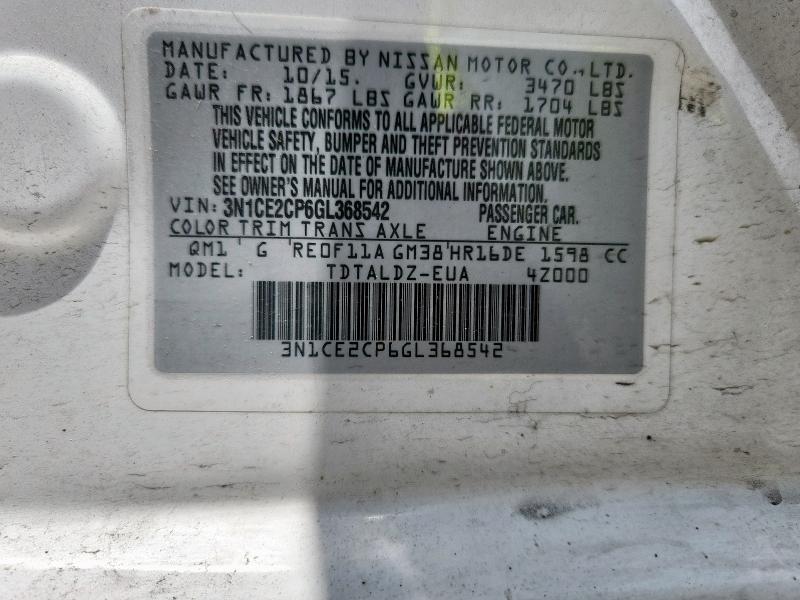 MANUFACTURED BY NISSAN MOTOR CO., LTD.
DATE: 10/15. GVWR: 3470 LBS
GAWR FR: 1867 LBS GAWR RR: 1704 LBS
THIS VEHICLE CONFORMS TO ALL APPLICABLE FEDERAL MOTOR
VEHICLE SAFETY, BUMPER AND THEFT PREVENTION STANDARDS
IN EFFECT ON THE DATE OF MANUFACTURE SHOWN ABOVE.
SEE OWNER'S MANUAL FOR ADDITIONAL INFORMATION.
VIN: 3N1CE2CP6GL368542 PASSENGER CAR.
COLOR TRIM TRANS AXLE ENGINE
QM1 ' G 'RE0F11A GM38'HR16DE 1598 CC
MODEL: TDTALDZ-EUA 4Z000
3N1CE2CP6GL368542